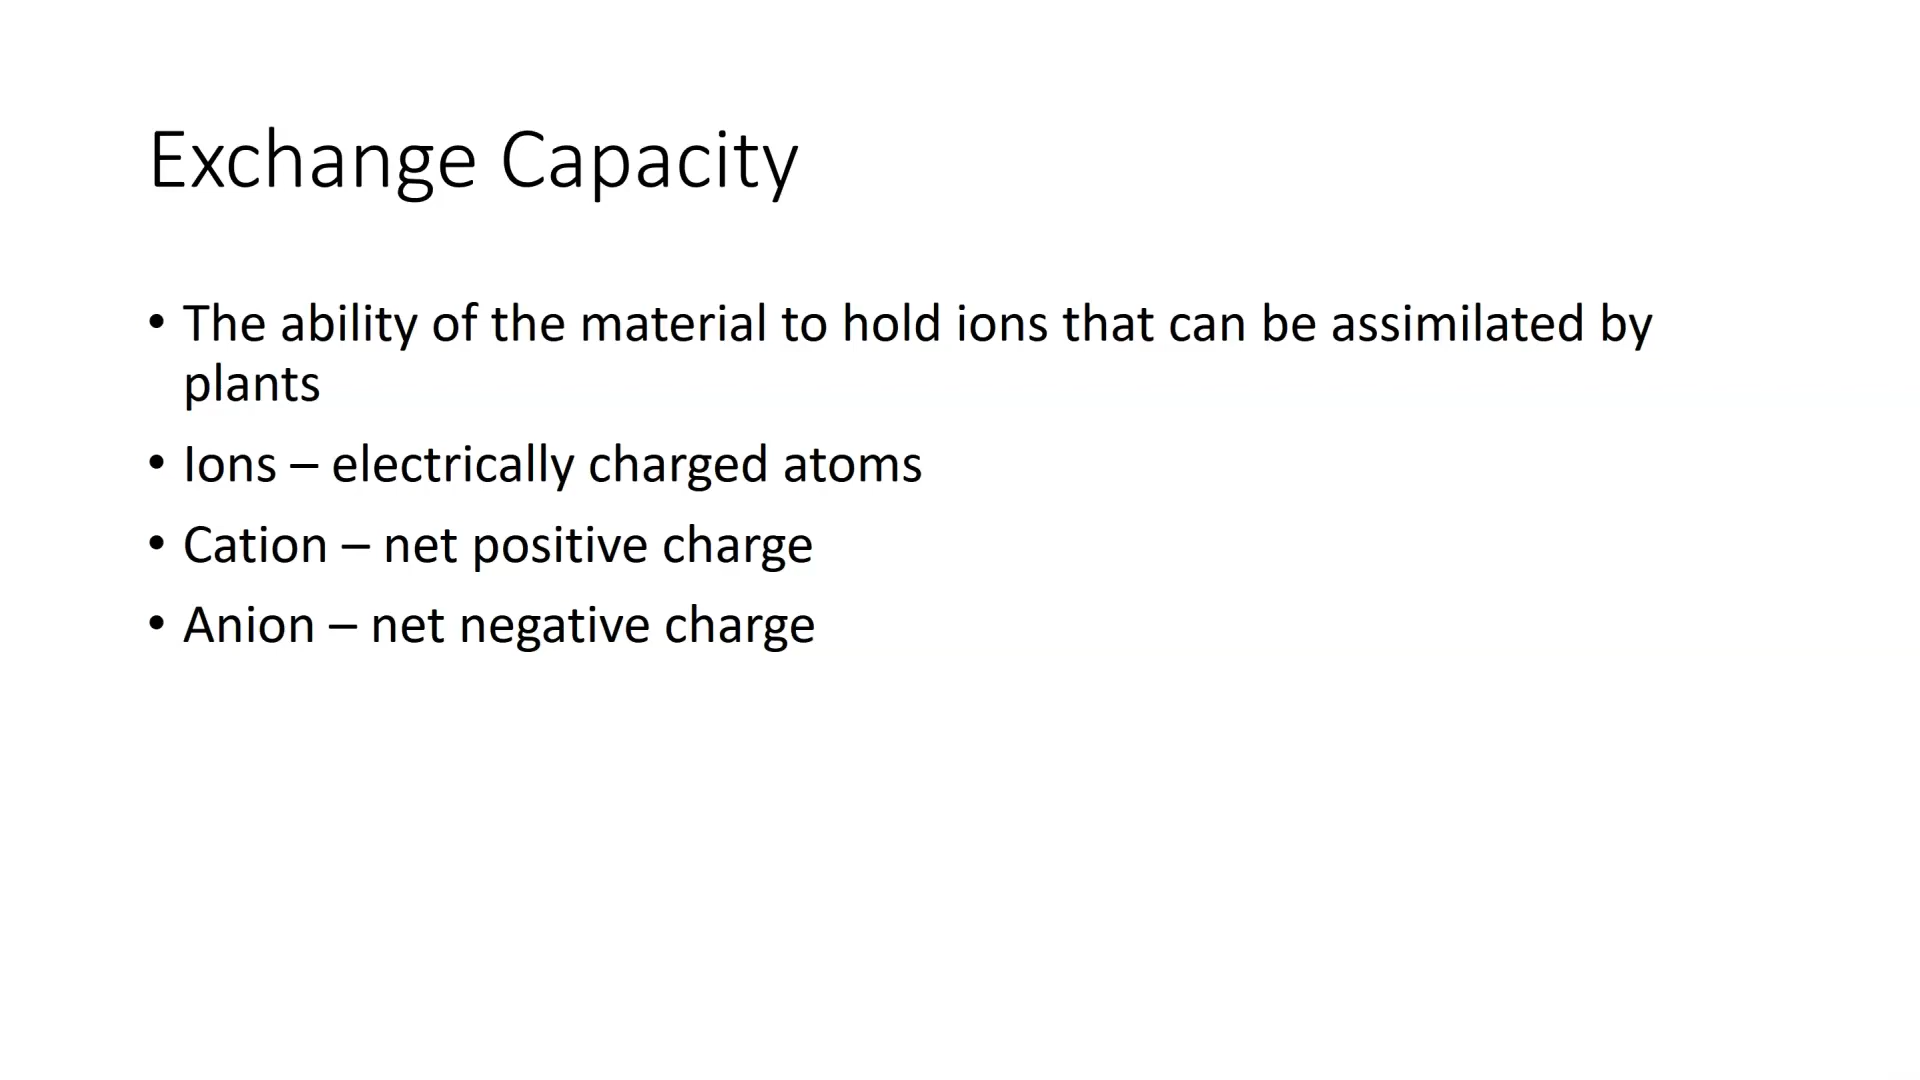 Exchange Capacity
• The ability of the material to hold ions that can be assimilated by
plants
• Ions – electrically charged atoms
• Cation – net positive charge
• Anion – net negative charge